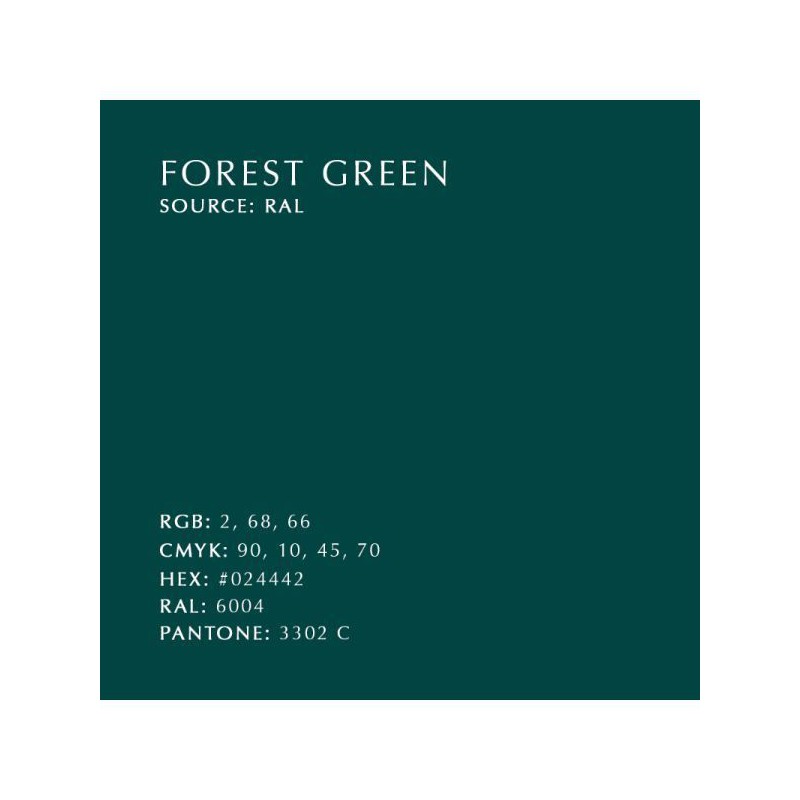 FOREST GREEN
SOURCE: RAL
RGB: 2, 68, 66
CMYK: 90, 10, 45, 70
HEX: #024442
RAL: 6004
PANTONE: 3302 C